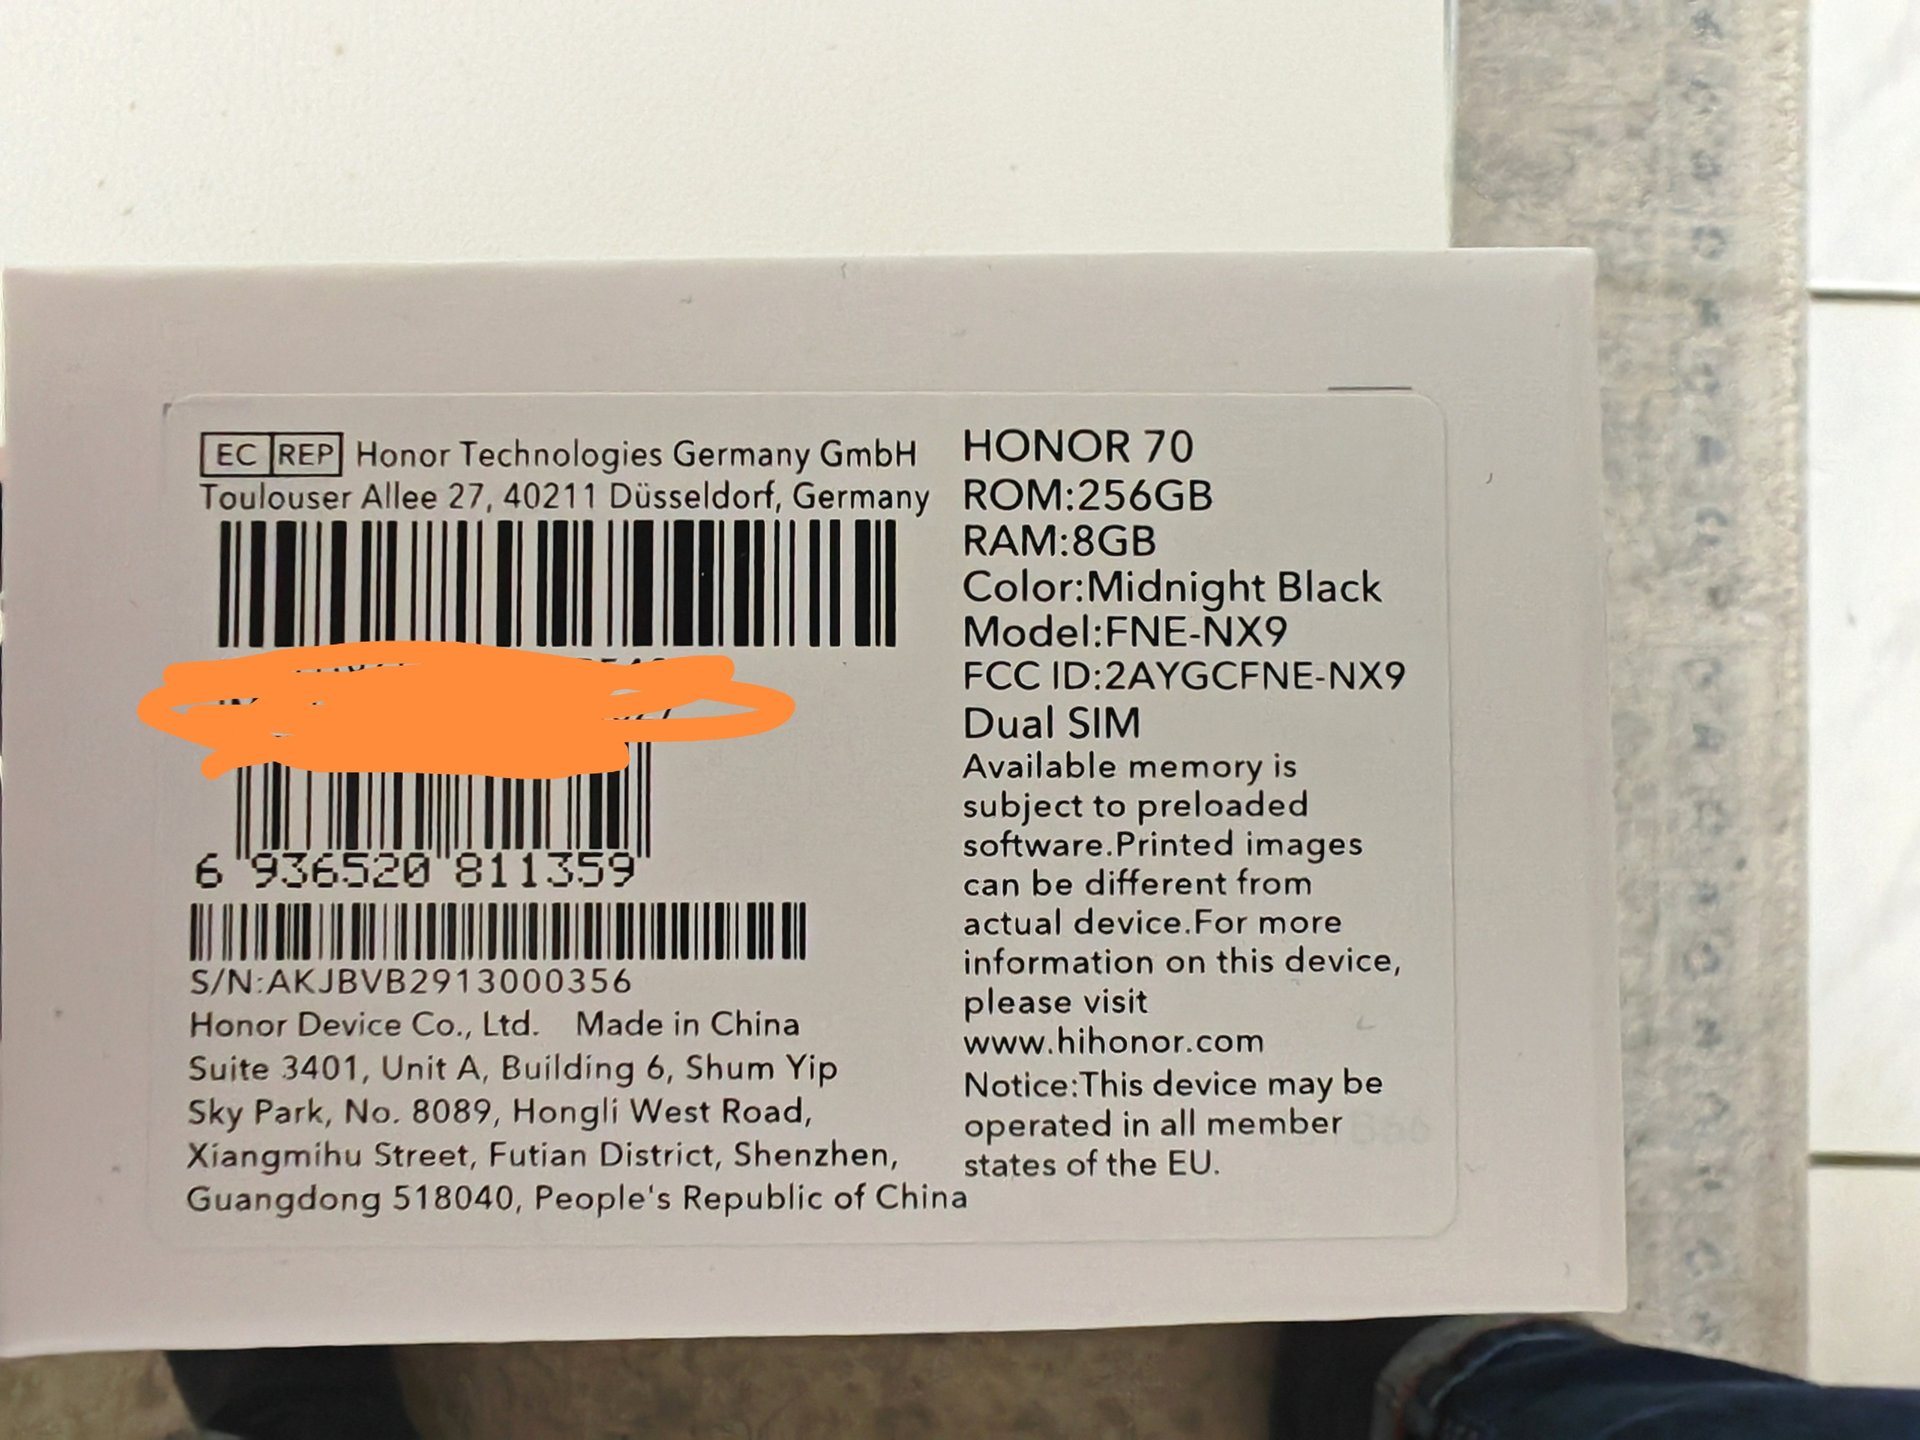 EC REP Honor Technologies Germany GmbH
Toulouser Allee 27, 40211 Düsseldorf, Germany
6 936520 811359
S/N:AKJBVB2913000356
Honor Device Co., Ltd. Made in China
Suite 3401, Unit A, Building 6, Shum Yip
Sky Park, No. 8089, Hongli West Road,
Xiangmihu Street, Futian District, Shenzhen,
Guangdong 518040, People's Republic of China
HONOR 70
ROM:256GB
RAM:8GB
Color:Midnight Black
Model:FNE-NX9
FCC ID:2AYGCFNE-NX9
Dual SIM
Available memory is
subject to preloaded
software.Printed images
can be different from
actual device.For more
information on this device,
please visit
www.hihonor.com
Notice:This device may be
operated in all member
states of the EU.